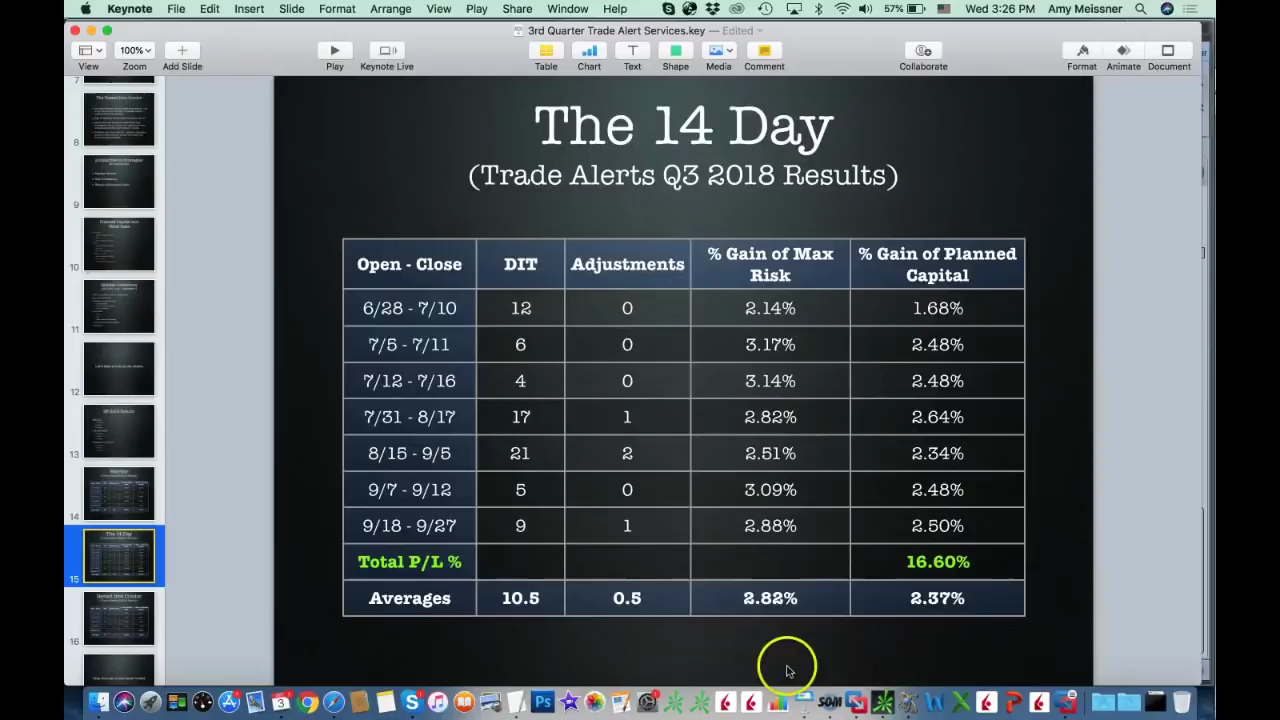 Keynote File Edit Insert Slide Format Arrange View Play Share Window Help 57% Wed 3:26 PM Amy Meissner
3rd Quarter Trade Alert Services.key — Edited
100%
View Zoom Add Slide Play Keynote Live Table Chart Text Shape Media Comment Collaborate Format Animate Document
7
8
9
10
11
12
13
14
15
16
The 14 Day
(Trade Alerts Q3 2018 Results)
Open - Close DIT Adjustments % Gain of Max Risk % Gain of Planned Capital
6/28 - 7/10 12 0 2.14% 1.68%
7/5 - 7/11 6 0 3.17% 2.48%
7/12 - 7/16 4 0 3.14% 2.48%
7/31 - 8/17 17 1 2.82% 2.64%
8/15 - 9/5 21 2 2.51% 2.34%
- 9/12 3.09% 2.48%
9/18 - 9/27 9 1 2.88% 2.50%
Total P/L % 16.60%
Averages 10.5 0.5 2.82% 2.37%